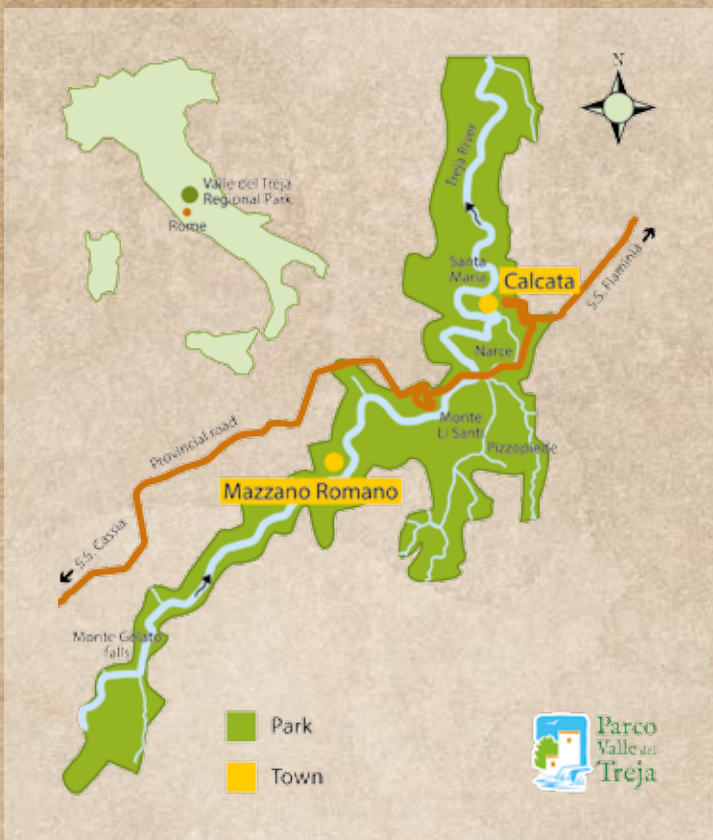 N
Valle del Treja
Regional Park
Rome
Treja River
Santa
Maria
Calcata
S.S. Flaminia
Narce
Monte
Li Santi
Pizzopiede
Provincial road
Mazzano Romano
S.S. Cassia
Monte Gelato
falls
Park
Town
Parco
Valle del
Treja